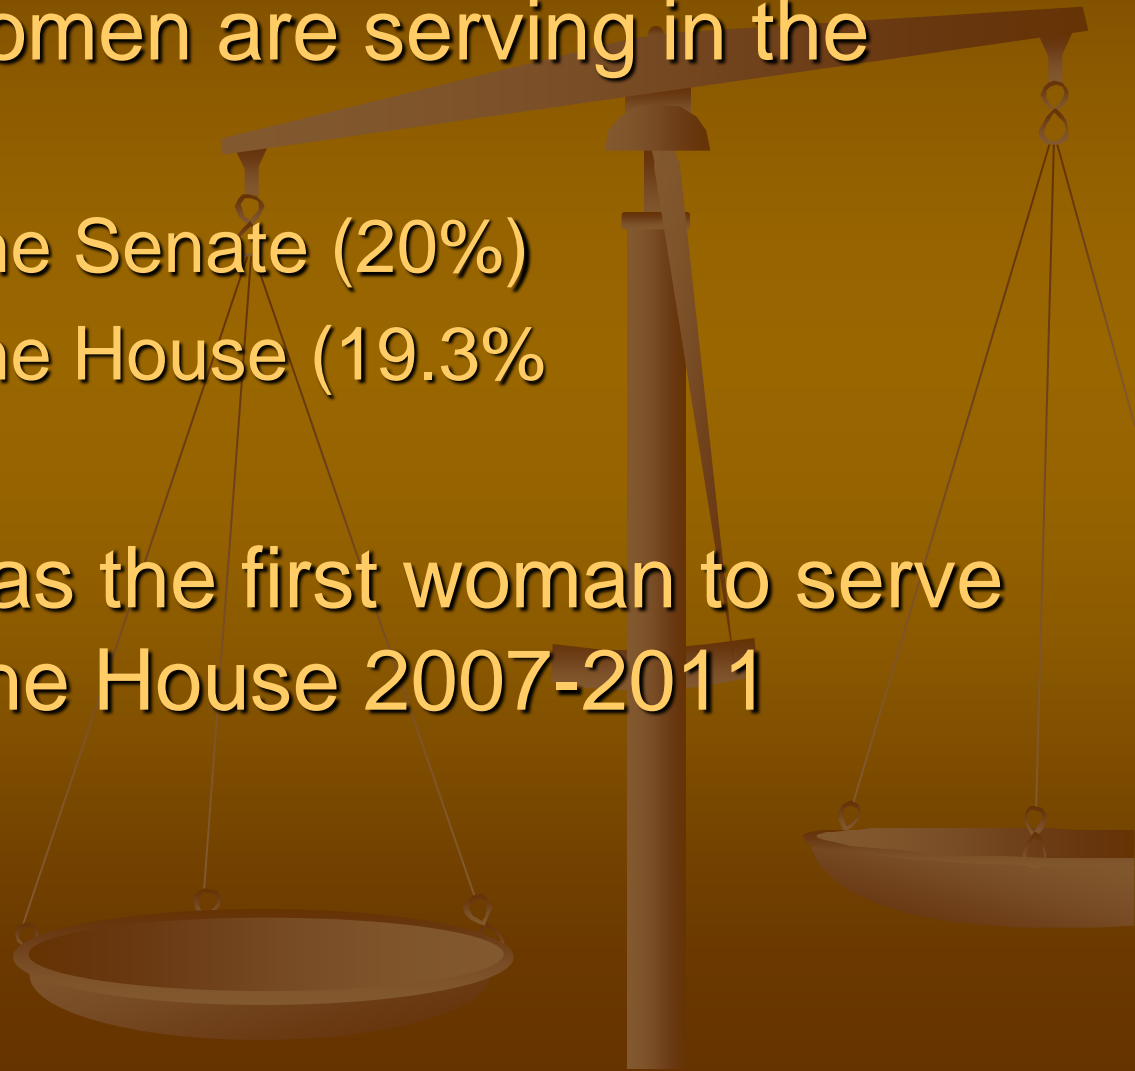 omen are serving in the
ne Senate (20%)
ne House (19.3%
as the first woman to serve
ne House 2007-2011